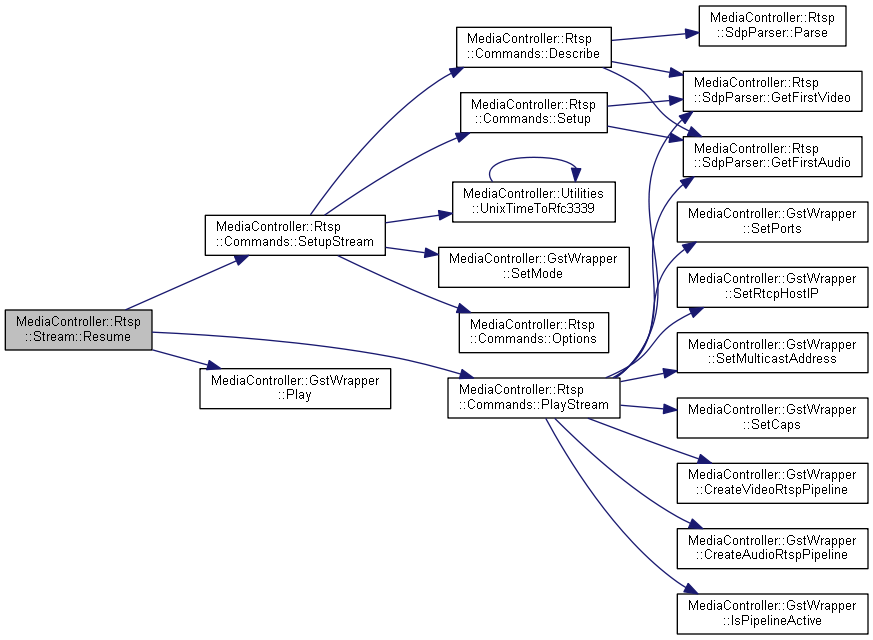 MediaController::Rtsp
::Stream::Resume
MediaController::Rtsp
::Commands::SetupStream
MediaController::GstWrapper
::Play
MediaController::Rtsp
::Commands::Describe
MediaController::Rtsp
::Commands::Setup
MediaController::Utilities
::UnixTimeToRfc3339
MediaController::GstWrapper
::SetMode
MediaController::Rtsp
::Commands::Options
MediaController::Rtsp
::Commands::PlayStream
MediaController::Rtsp
::SdpParser::Parse
MediaController::Rtsp
::SdpParser::GetFirstVideo
MediaController::Rtsp
::SdpParser::GetFirstAudio
MediaController::GstWrapper
::SetPorts
MediaController::GstWrapper
::SetRtcpHostIP
MediaController::GstWrapper
::SetMulticastAddress
MediaController::GstWrapper
::SetCaps
MediaController::GstWrapper
::CreateVideoRtspPipeline
MediaController::GstWrapper
::CreateAudioRtspPipeline
MediaController::GstWrapper
::IsPipelineActive